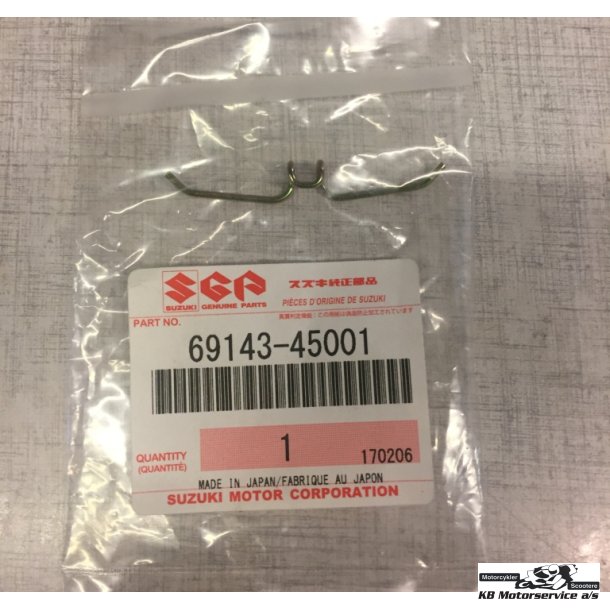 SGP
SUZUKI GENUINE PARTS
スズキ純正部品
PIÈCES D'ORIGINE DE SUZUKI
PART NO.
69143-45001
QUANTITY
(QUANTITÉ)
1
170206
MADE IN JAPAN/FABRIQUE AU JAPON
SUZUKI MOTOR CORPORATION
Motorcykler
Scootere
KB Motorservice a/s